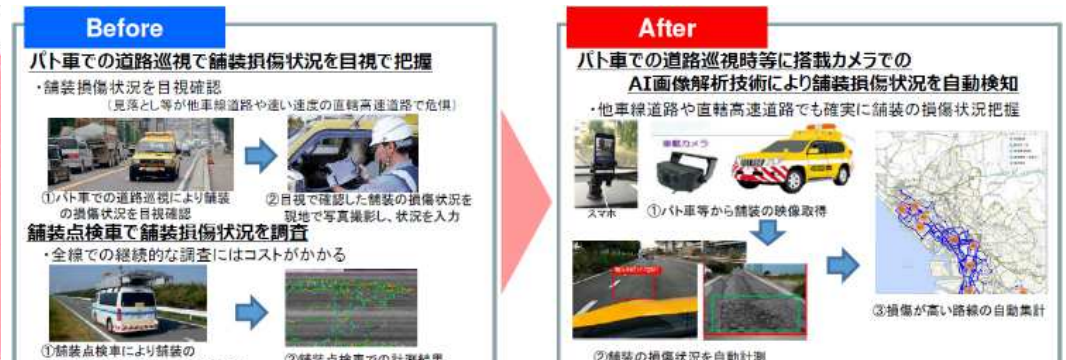 Before
パト車での道路巡視で舗装損傷状況を目視で把握
・舗装損傷状況を目視確認
(見落とし等が他車線道路や速い速度の直轄高速道路で危惧)
①パト車での道路巡視により舗装
の損傷状況を目視確認
②目視で確認した舗装の損傷状況を
現地で写真撮影し、状況を入力
舗装点検車で舗装損傷状況を調査
・全線での継続的な調査にはコストがかかる
①舗装点検車により舗装の
②舗装点検車での計測結果
After
パト車での道路巡視時等に搭載カメラでの
AI画像解析技術により舗装損傷状況を自動検知
・他車線道路や直轄高速道路でも確実に舗装の損傷状況把握
車載カメラ
スマホ
①パト車等から舗装の映像取得
②舗装の損傷状況を自動計測
③損傷が高い路線の自動集計